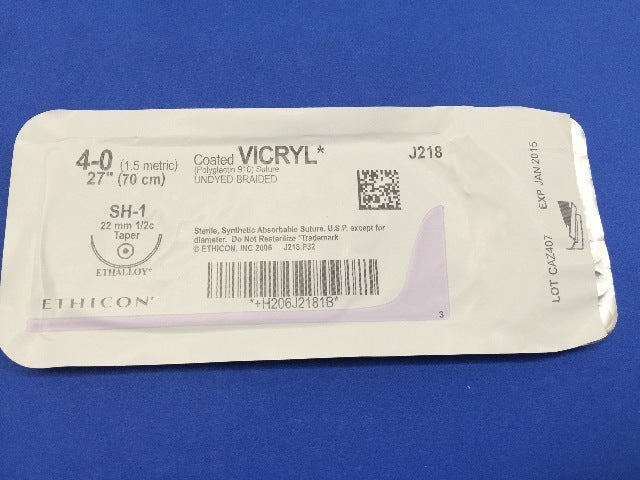 4-0 (1.5 metric)
27" (70 cm)
SH-1
22 mm 1/2c
Taper
ETHALLOY*
ETHICON*
Coated VICRYL*
(Polyglactin 910) Suture
UNDYED BRAIDED
J218
Sterile, Synthetic Absorbable Suture, U.S.P. except for
diameter. Do Not Resterilize *Trademark
© ETHICON, INC 2006 J218.P32
*+H206J2181B*
3
LOT CAZ407 EXP JAN 2015